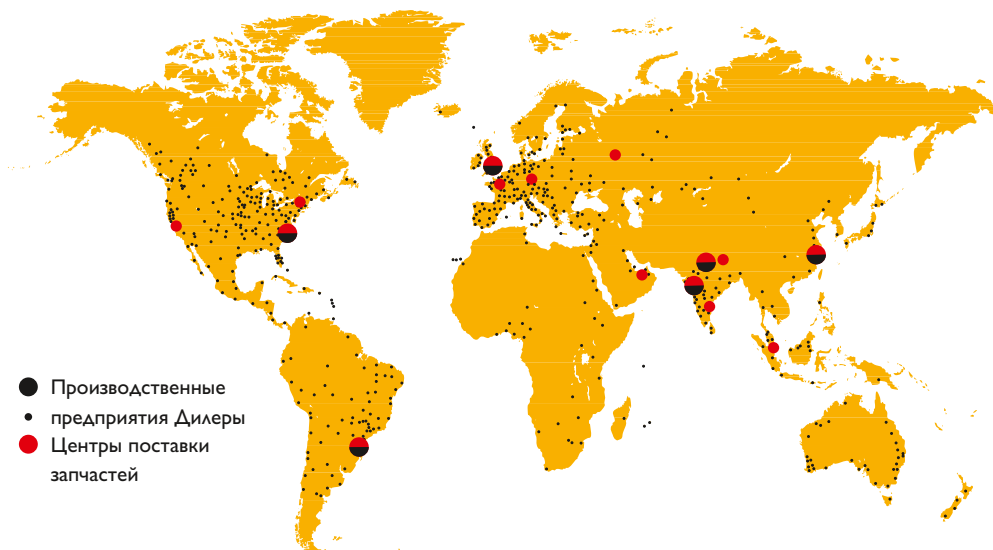 Производственные
предприятия Дилеры
Центры поставки
запчастей